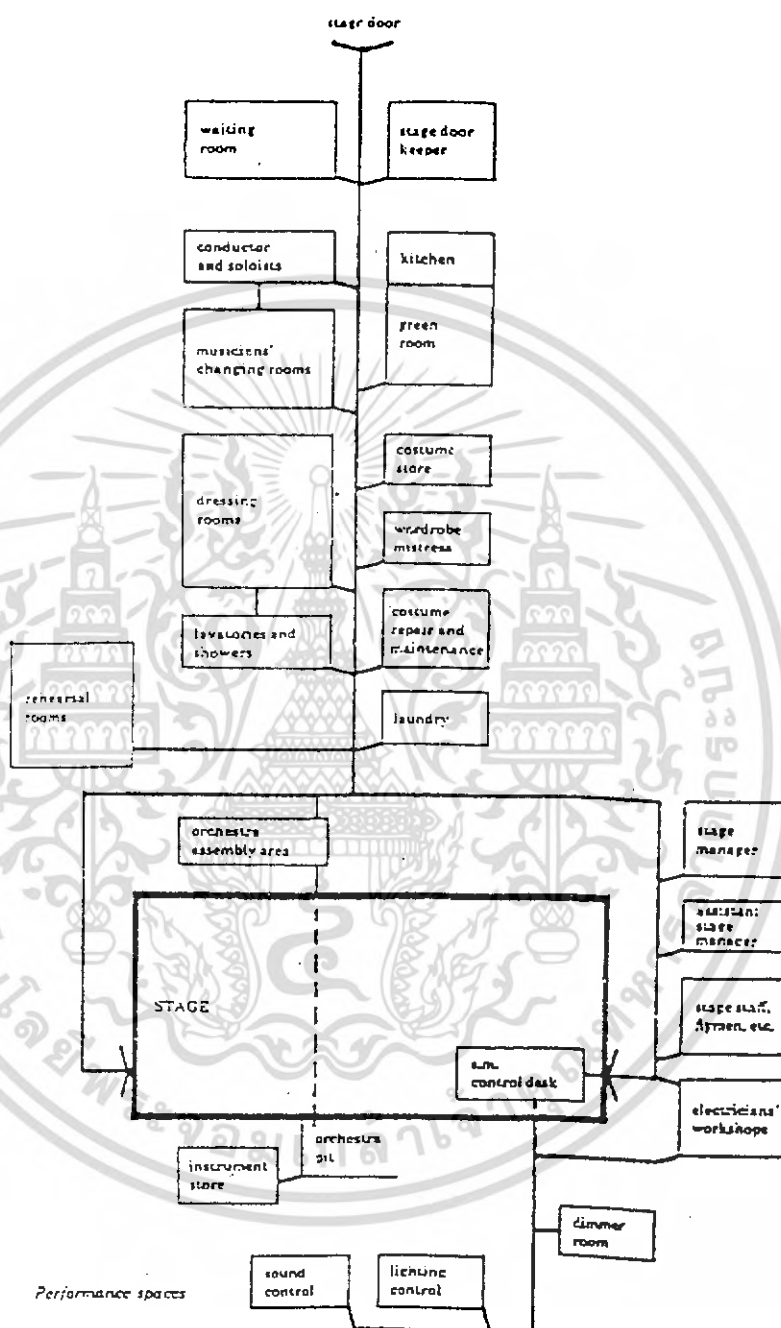 stage door
waiting
room
stage door
keeper
conductor
and soloists
kitchen
green
room
musicians'
changing rooms
costume
store
dressing
rooms
wardrobe
mistress
costume
repair and
maintenance
lavatories and
showers
rehearsal
rooms
laundry
orchestra
assembly area
stage
manager
assistant
stage
manager
STAGE
stage staff,
flymen, etc.
s.m.
control desk
electricians'
workshops
orchestra
pit
instrument
store
dimmer
room
sound
control
lighting
control
Performance spaces